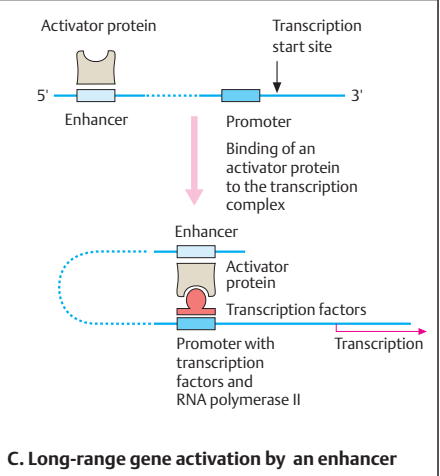 Activator protein
Transcription
start site
5'
3'
Enhancer
Promoter
Binding of an
activator protein
to the transcription
complex
Enhancer
Activator
protein
Transcription factors
Promoter with
transcription
factors and
RNA polymerase II
Transcription
C. Long-range gene activation by an enhancer